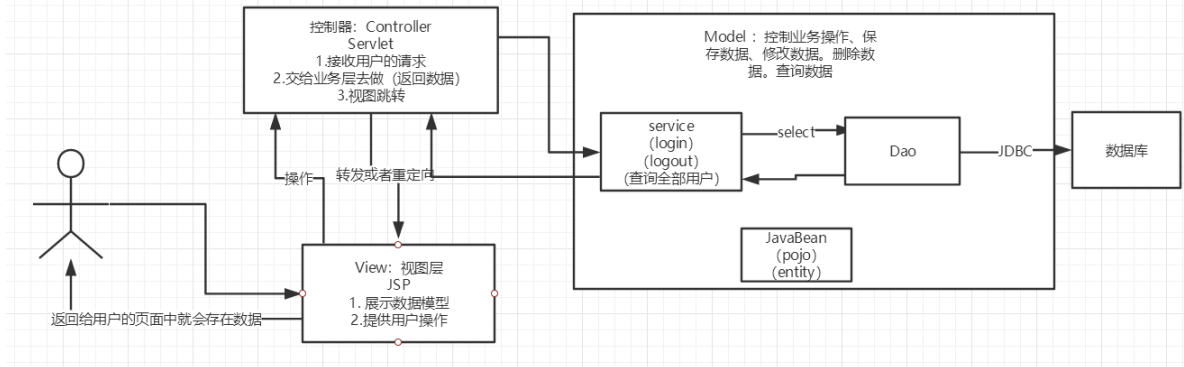 控制器：Controller
Servlet
1.接收用户的请求
2.交给业务层去做（返回数据）
3.视图跳转
Model ：控制业务操作、保
存数据、修改数据。删除数
据。查询数据
service
（login）
（logout）
（查询全部用户）
select
Dao
JDBC
数据库
JavaBean
（pojo）
（entity）
操作
转发或者重定向
View：视图层
JSP
1. 展示数据模型
2.提供用户操作
返回给用户的页面中就会存在数据